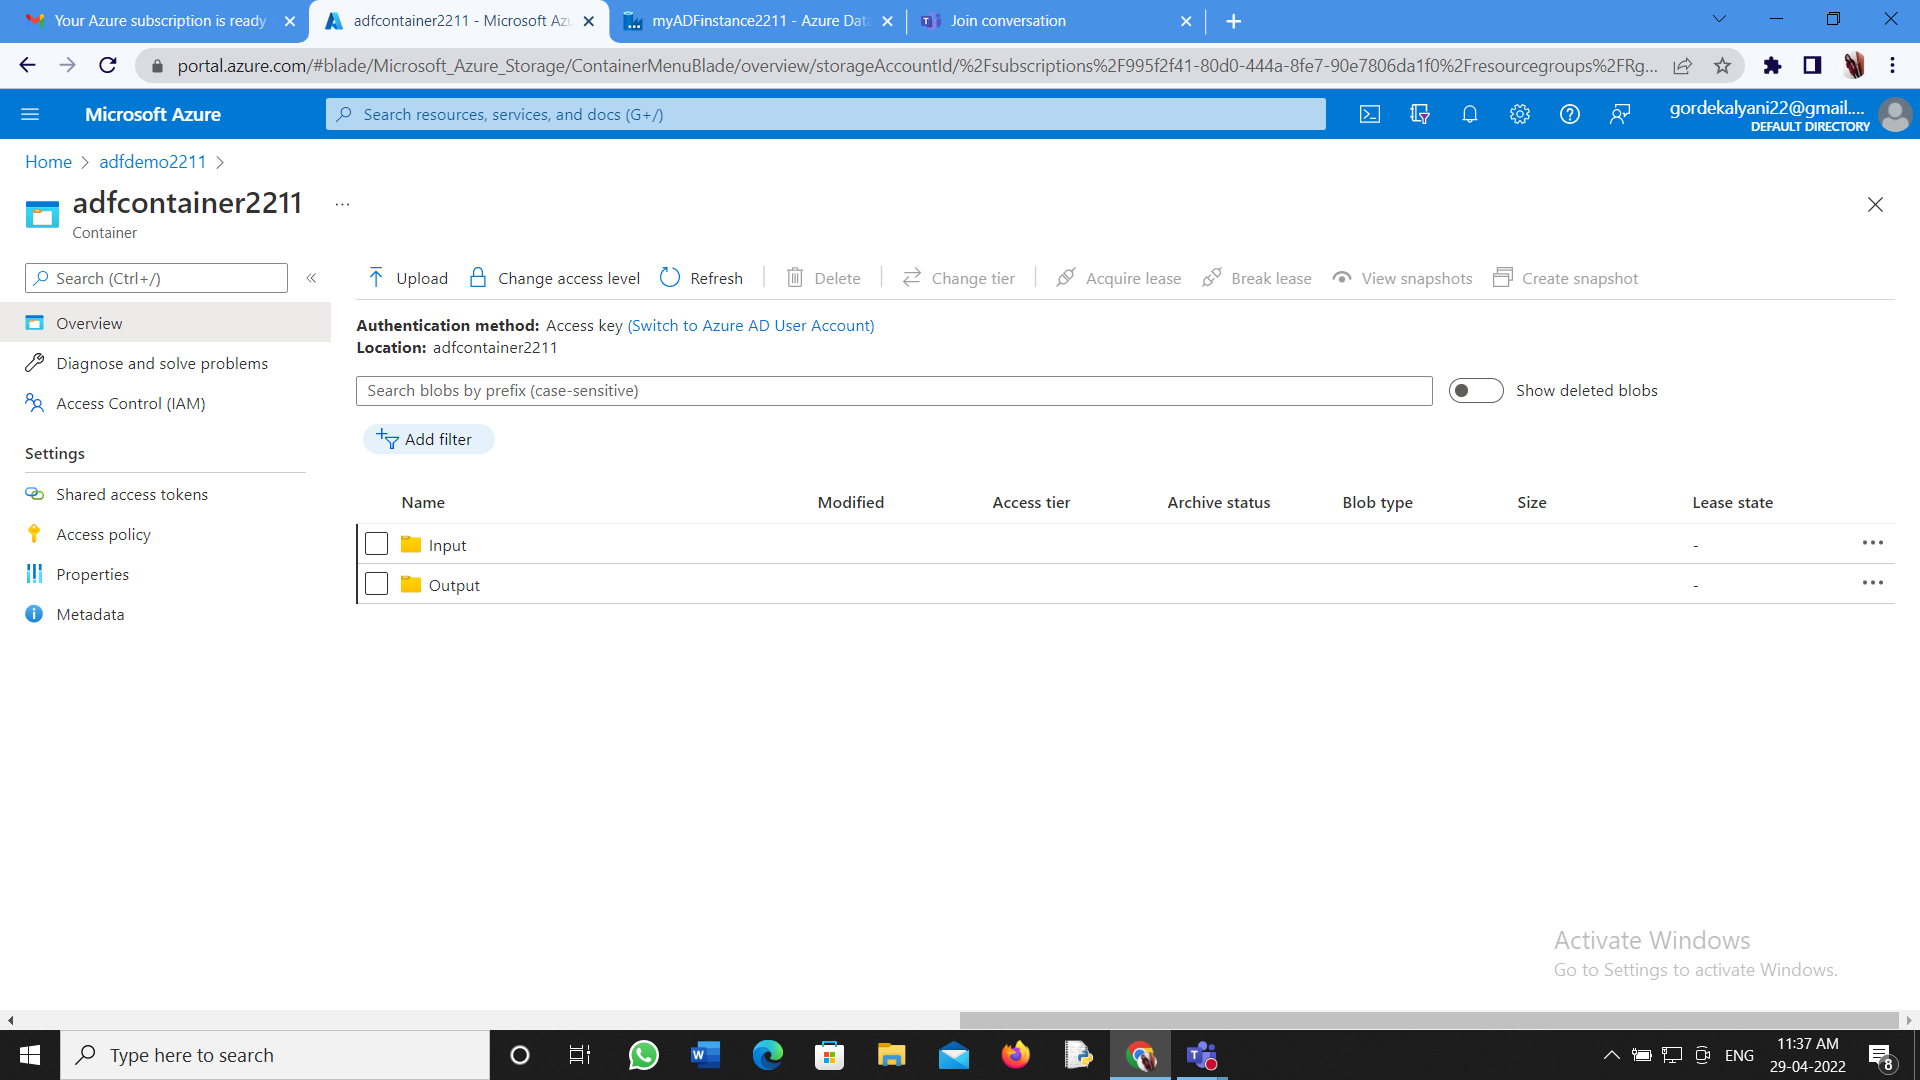 Your Azure subscription is ready
adfcontainer2211 - Microsoft Az
myADFinstance2211 - Azure Dat
Join conversation
portal.azure.com/#blade/Microsoft_Azure_Storage/ContainerMenuBlade/overview/storageAccountId/%2Fsubscriptions%2F995f2f41-80d0-444a-8fe7-90e7806da1f0%2Fresourcegroups%2FRg...
Microsoft Azure
Search resources, services, and docs (G+/)
gordekalyani22@gmail....
DEFAULT DIRECTORY
Home > adfdemo2211 >
adfcontainer2211 ...
Container
Search (Ctrl+/)
«
Upload
Change access level
Refresh
Delete
Change tier
Acquire lease
Break lease
View snapshots
Create snapshot
Overview
Diagnose and solve problems
Access Control (IAM)
Settings
Shared access tokens
Access policy
Properties
Metadata
Authentication method: Access key (Switch to Azure AD User Account)
Location: adfcontainer2211
Search blobs by prefix (case-sensitive)
Show deleted blobs
Add filter
Name Modified Access tier Archive status Blob type Size Lease state
Input - ...
Output - ...
Activate Windows
Go to Settings to activate Windows.
Type here to search
ENG
11:37 AM
29-04-2022
8